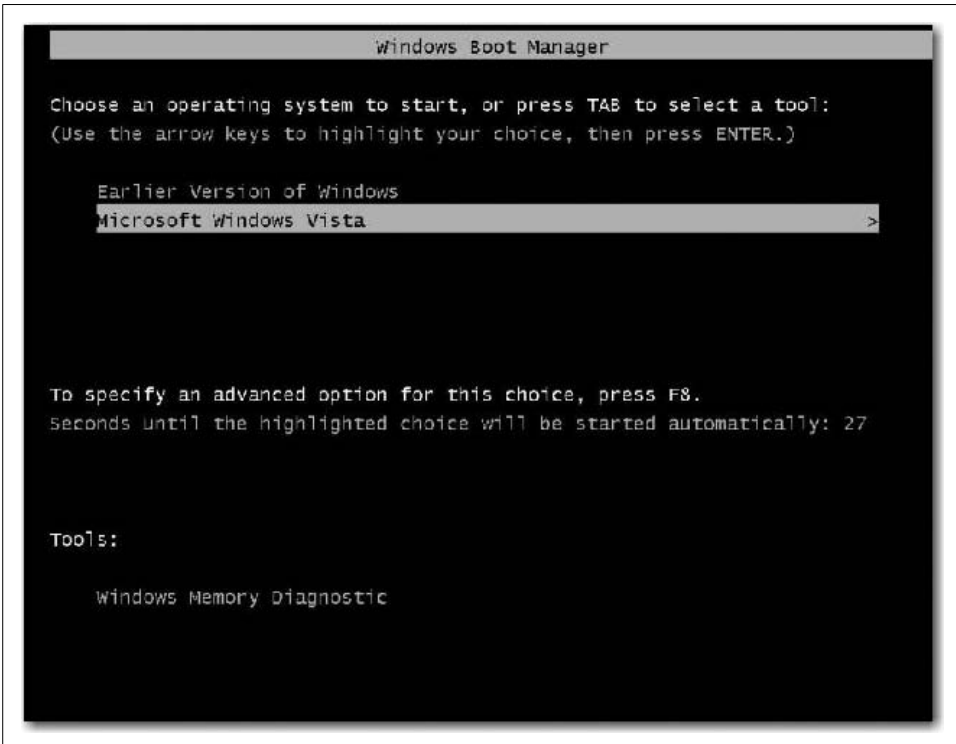 Windows Boot Manager
Choose an operating system to start, or press TAB to select a tool:
(Use the arrow keys to highlight your choice, then press ENTER.)
Earlier Version of Windows
Microsoft Windows Vista >
To specify an advanced option for this choice, press F8.
Seconds until the highlighted choice will be started automatically: 27
Tools:
Windows Memory Diagnostic